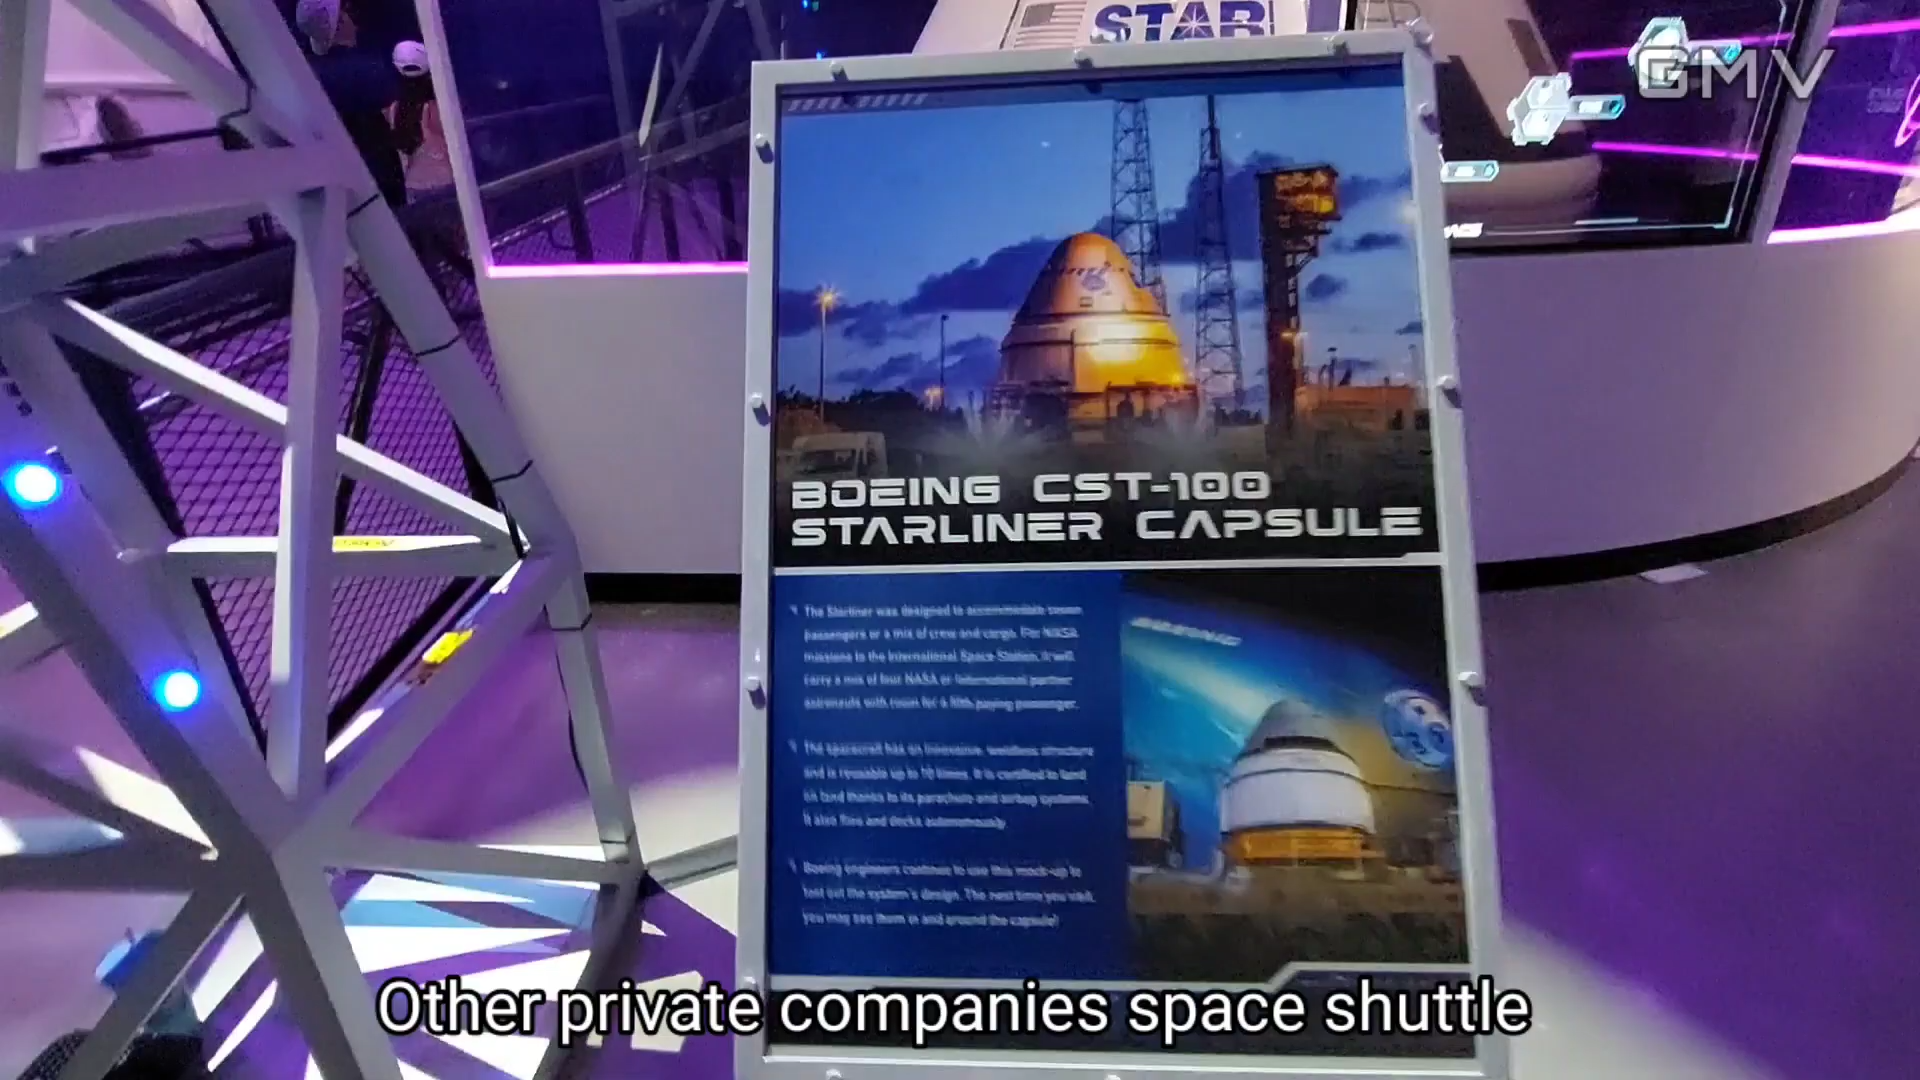 STAR
GMV
BOEING CST-100
STARLINER CAPSULE
The Starliner was designed to accommodate seven
passengers or a mix of crew and cargo. For NASA
missions to the International Space Station, it will
carry a mix of four NASA or international partner
astronauts with room for a fifth paying passenger.
The spacecraft has an innovative, weldless structure
and is reusable up to 10 times. It is certified to land
on land thanks to its parachute and airbag systems.
It also flies and docks autonomously.
Boeing engineers continue to use this mock-up to
test out the system's design. The next time you visit,
you may see them in and around the capsule!
BOEING
Other private companies space shuttle